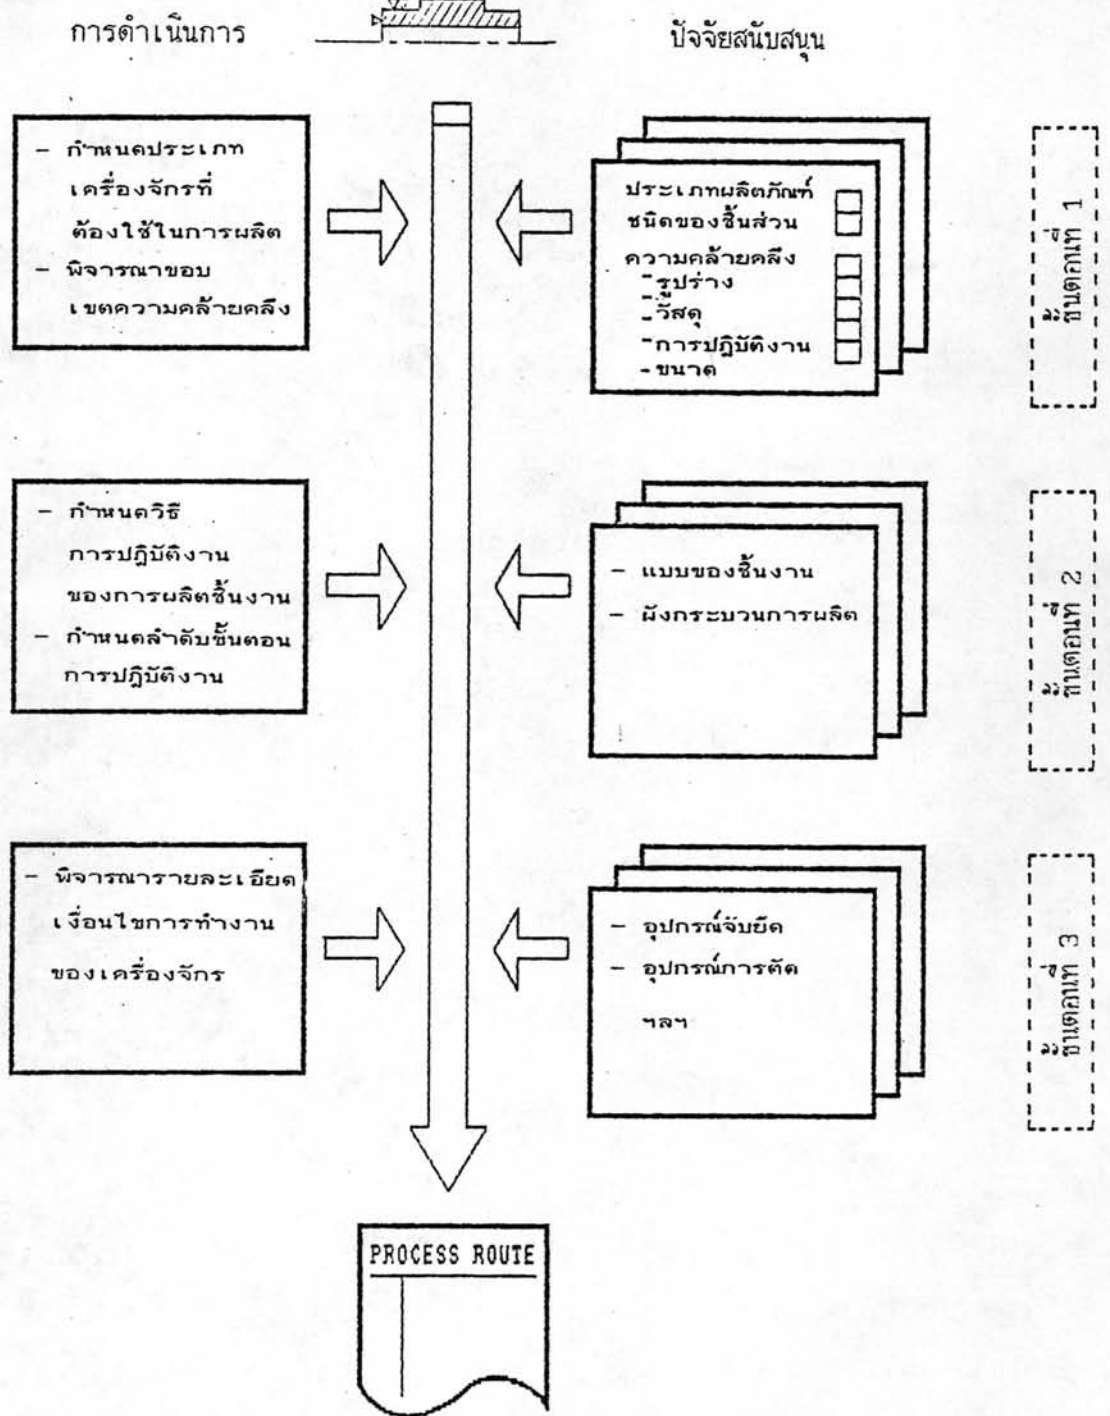 การดำเนินการ
ปัจจัยสนับสนุน
- กำหนดประเภท
เครื่องจักรที่
ต้องใช้ในการผลิต
- พิจารณาขอบ
เขตความคล้ายคลึง
ประเภทผลิตภัณฑ์
ชนิดของชิ้นส่วน
ความคล้ายคลึง
- รูปร่าง
- วัสดุ
- การปฏิบัติงาน
- ขนาด
ขั้นตอนที่ 1
- กำหนดวิธี
การปฏิบัติงาน
ของการผลิตชิ้นงาน
- กำหนดลำดับขั้นตอน
การปฏิบัติงาน
- แบบของชิ้นงาน
- ผังกระบวนการผลิต
ขั้นตอนที่ 2
- พิจารณารายละเอียด
เงื่อนไขการทำงาน
ของเครื่องจักร
- อุปกรณ์จับยึด
- อุปกรณ์การตัด
ฯลฯ
ขั้นตอนที่ 3
PROCESS ROUTE